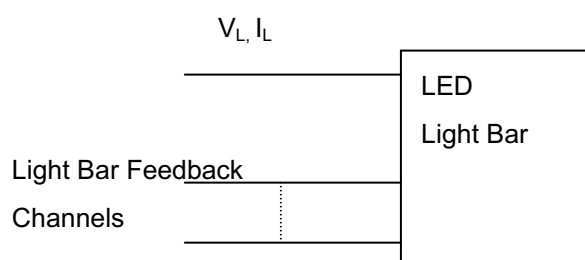 V_L, I_L
LED
Light Bar
Light Bar Feedback
Channels